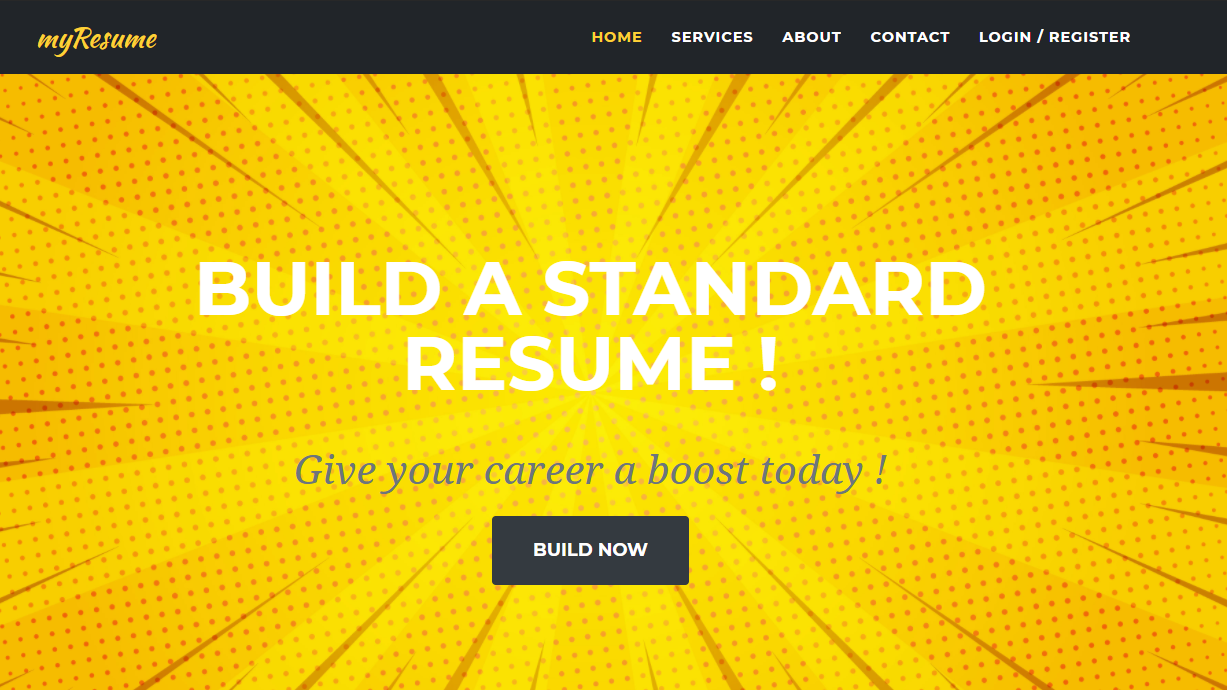 myResume
HOME SERVICES ABOUT CONTACT LOGIN / REGISTER
BUILD A STANDARD
RESUME !
Give your career a boost today !
BUILD NOW